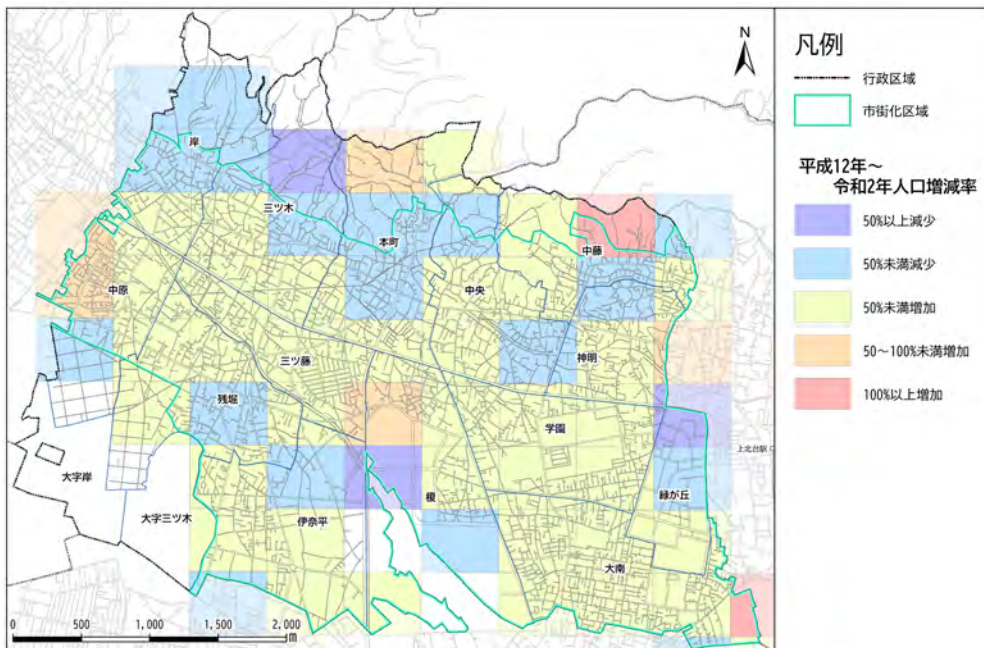 N
岸
三ツ木
本町
中藤
中原
中央
三ツ藤
神明
残堀
学園
上北台駅
大字岸
緑が丘
榎
大字三ツ木
伊奈平
大南
0 500 1,000 1,500 2,000
m
凡例
行政区域
市街化区域
平成12年～
令和2年人口増減率
50%以上減少
50%未満減少
50%未満増加
50～100%未満増加
100%以上増加